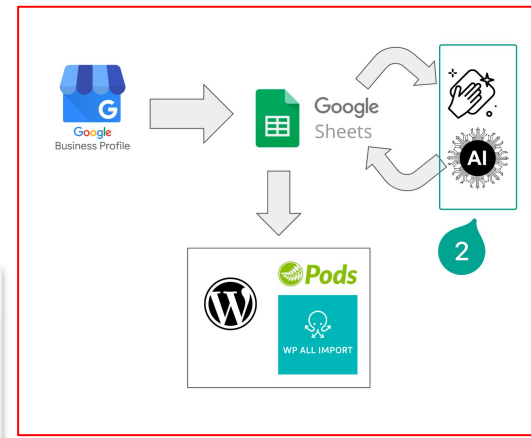 G
Google
Business Profile
Google
Sheets
AI
2
Pods
W
WP ALL IMPORT